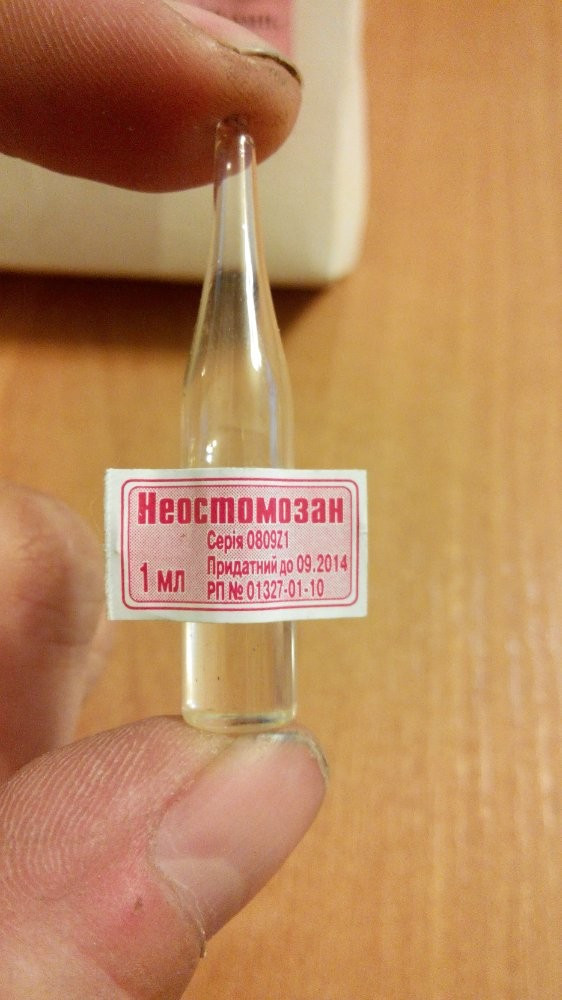 Неостомозан
Серія 080921
1 мл
Придатний до 09.2014
РП № 01327-01-10